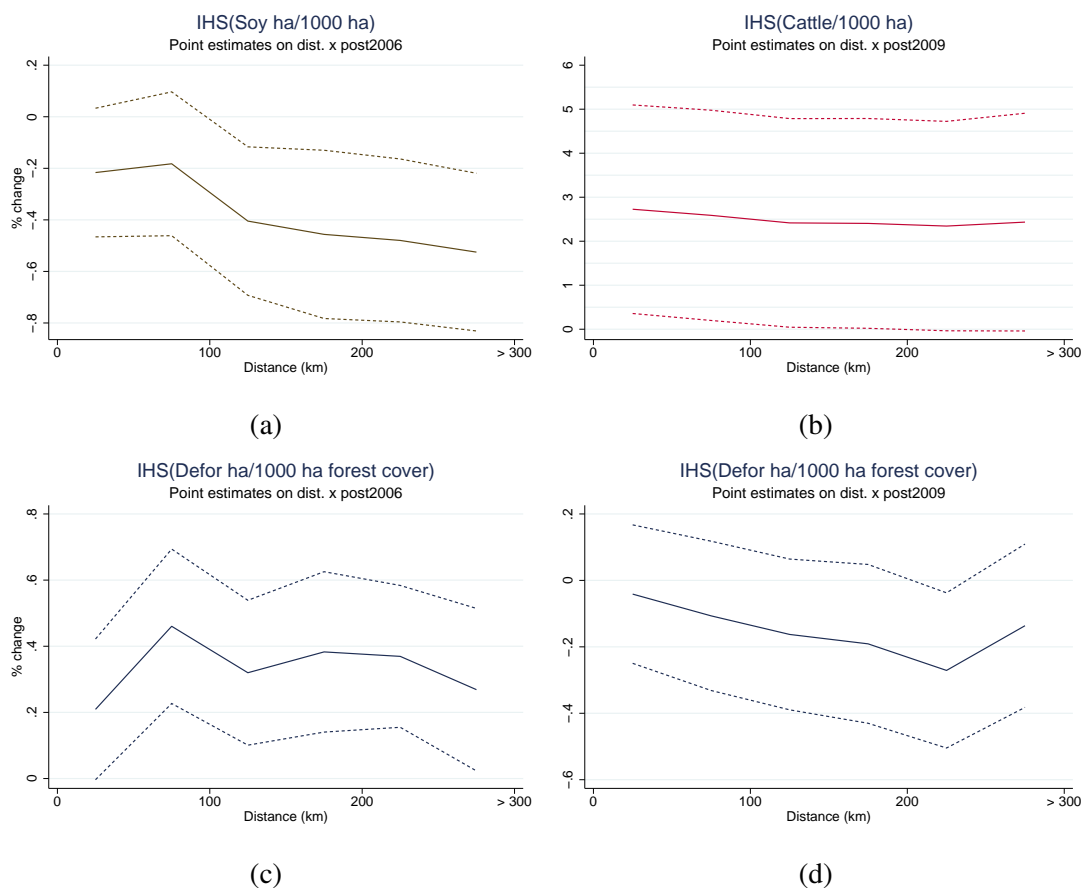 IHS(Soy ha/1000 ha)
Point estimates on dist. x post2006
% change
.2
0
−.2
−.4
−.6
−.8
0
100
200
> 300
Distance (km)
(a)
IHS(Cattle/1000 ha)
Point estimates on dist. x post2009
6
5
4
3
2
1
0
0
100
200
> 300
Distance (km)
(b)
IHS(Defor ha/1000 ha forest cover)
Point estimates on dist. x post2006
% change
.8
.6
.4
.2
0
0
100
200
> 300
Distance (km)
(c)
IHS(Defor ha/1000 ha forest cover)
Point estimates on dist. x post2009
.2
0
−.2
−.4
−.6
0
100
200
> 300
Distance (km)
(d)